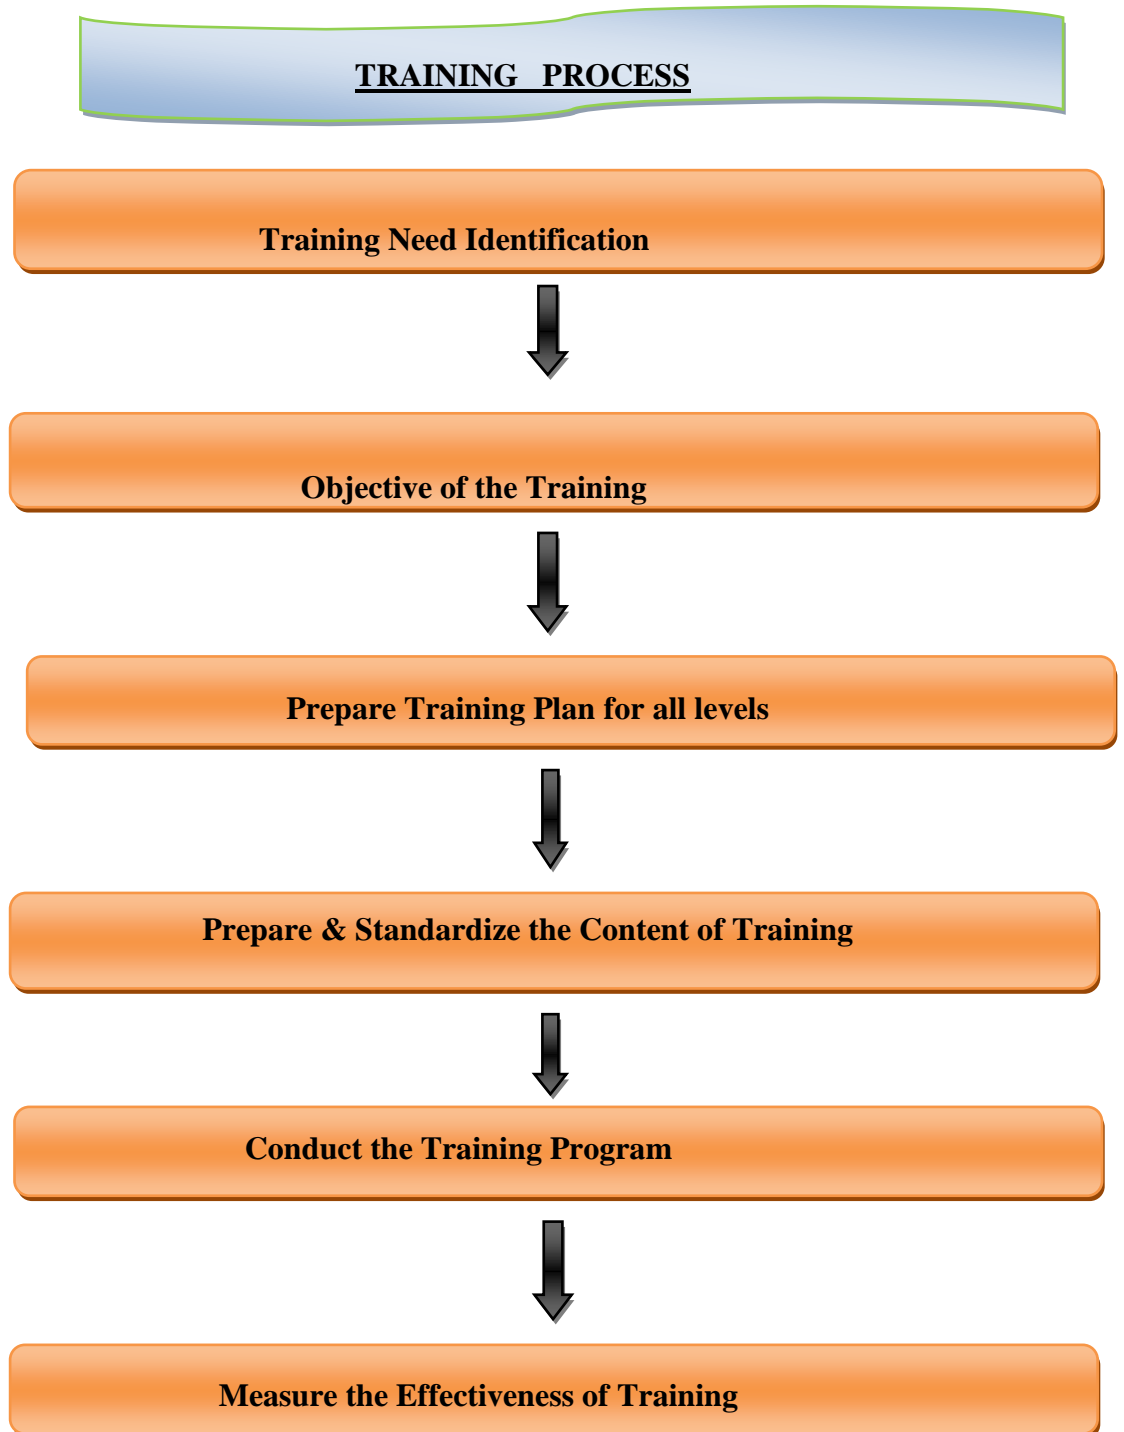 TRAINING PROCESS
Training Need Identification
Objective of the Training
Prepare Training Plan for all levels
Prepare & Standardize the Content of Training
Conduct the Training Program
Measure the Effectiveness of Training